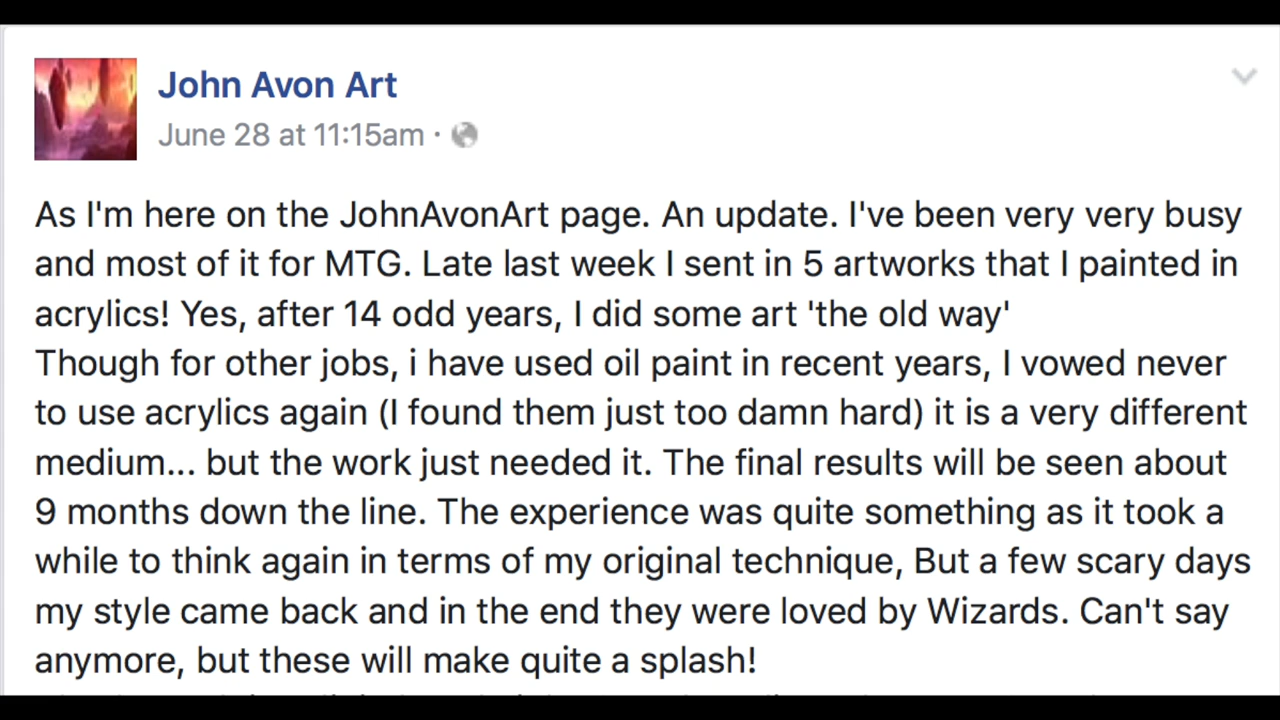 John Avon Art
June 28 at 11:15am ·
As I'm here on the JohnAvonArt page. An update. I've been very very busy
and most of it for MTG. Late last week I sent in 5 artworks that I painted in
acrylics! Yes, after 14 odd years, I did some art 'the old way'
Though for other jobs, i have used oil paint in recent years, I vowed never
to use acrylics again (I found them just too damn hard) it is a very different
medium... but the work just needed it. The final results will be seen about
9 months down the line. The experience was quite something as it took a
while to think again in terms of my original technique, But a few scary days
my style came back and in the end they were loved by Wizards. Can't say
anymore, but these will make quite a splash!